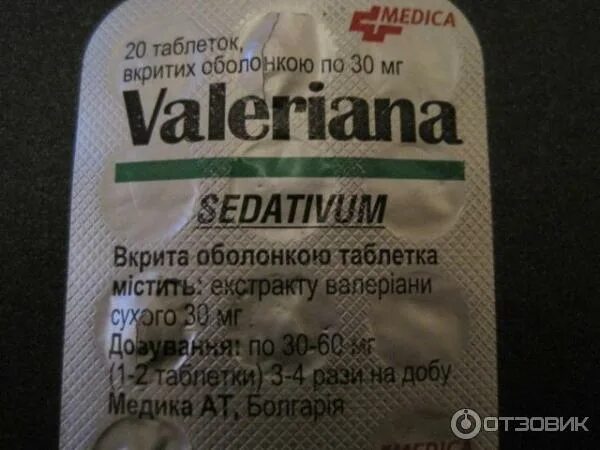 MEDICA
20 таблеток,
вкритих оболонкою по 30 мг
Valeriana
SEDATIVUM
Вкрита оболонкою таблетка
містить: екстракту валеріани
сухого 30 мг
Дозування: по 30-60 мг
(1-2 таблетки) 3-4 рази на добу
Медика АТ, Болгарія
MEDICA
ОТЗОВИК